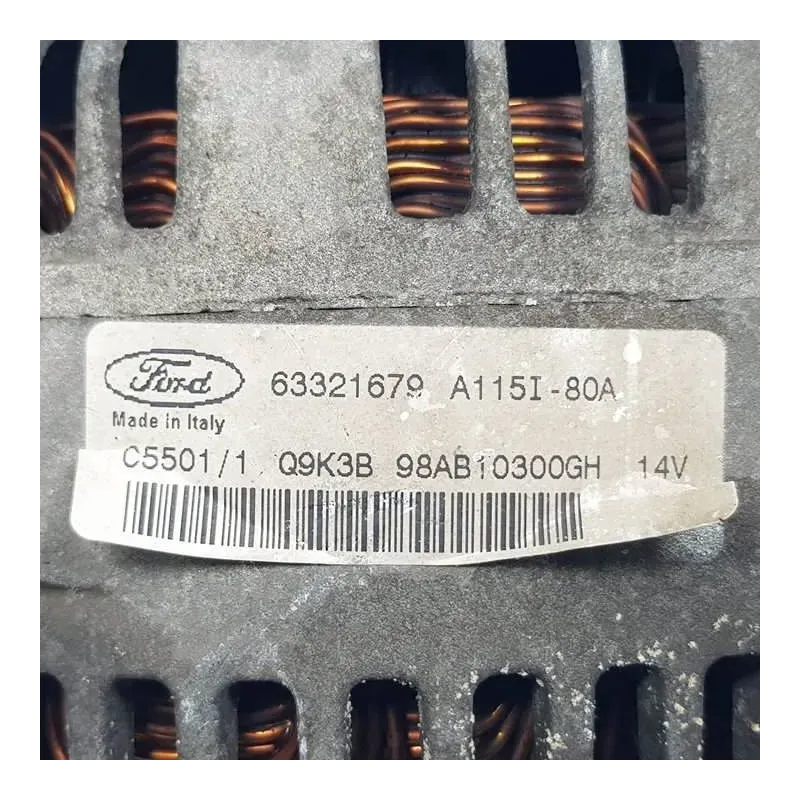 Ford 63321679 A115I-80A
Made in Italy
C5501/1 Q9K3B 98AB10300GH 14V